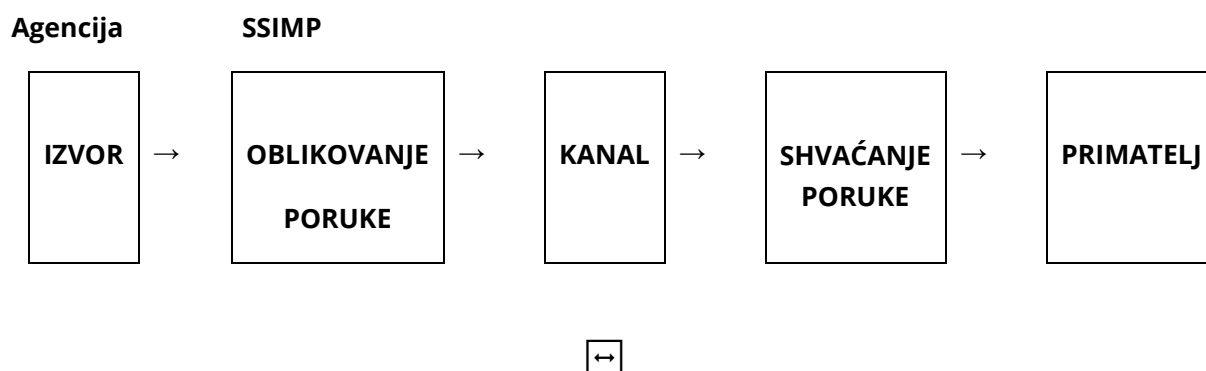 Agencija SSIMP
IZVOR → OBLIKOVANJE PORUKE → KANAL → SHVAĆANJE PORUKE → PRIMATELJ
↔